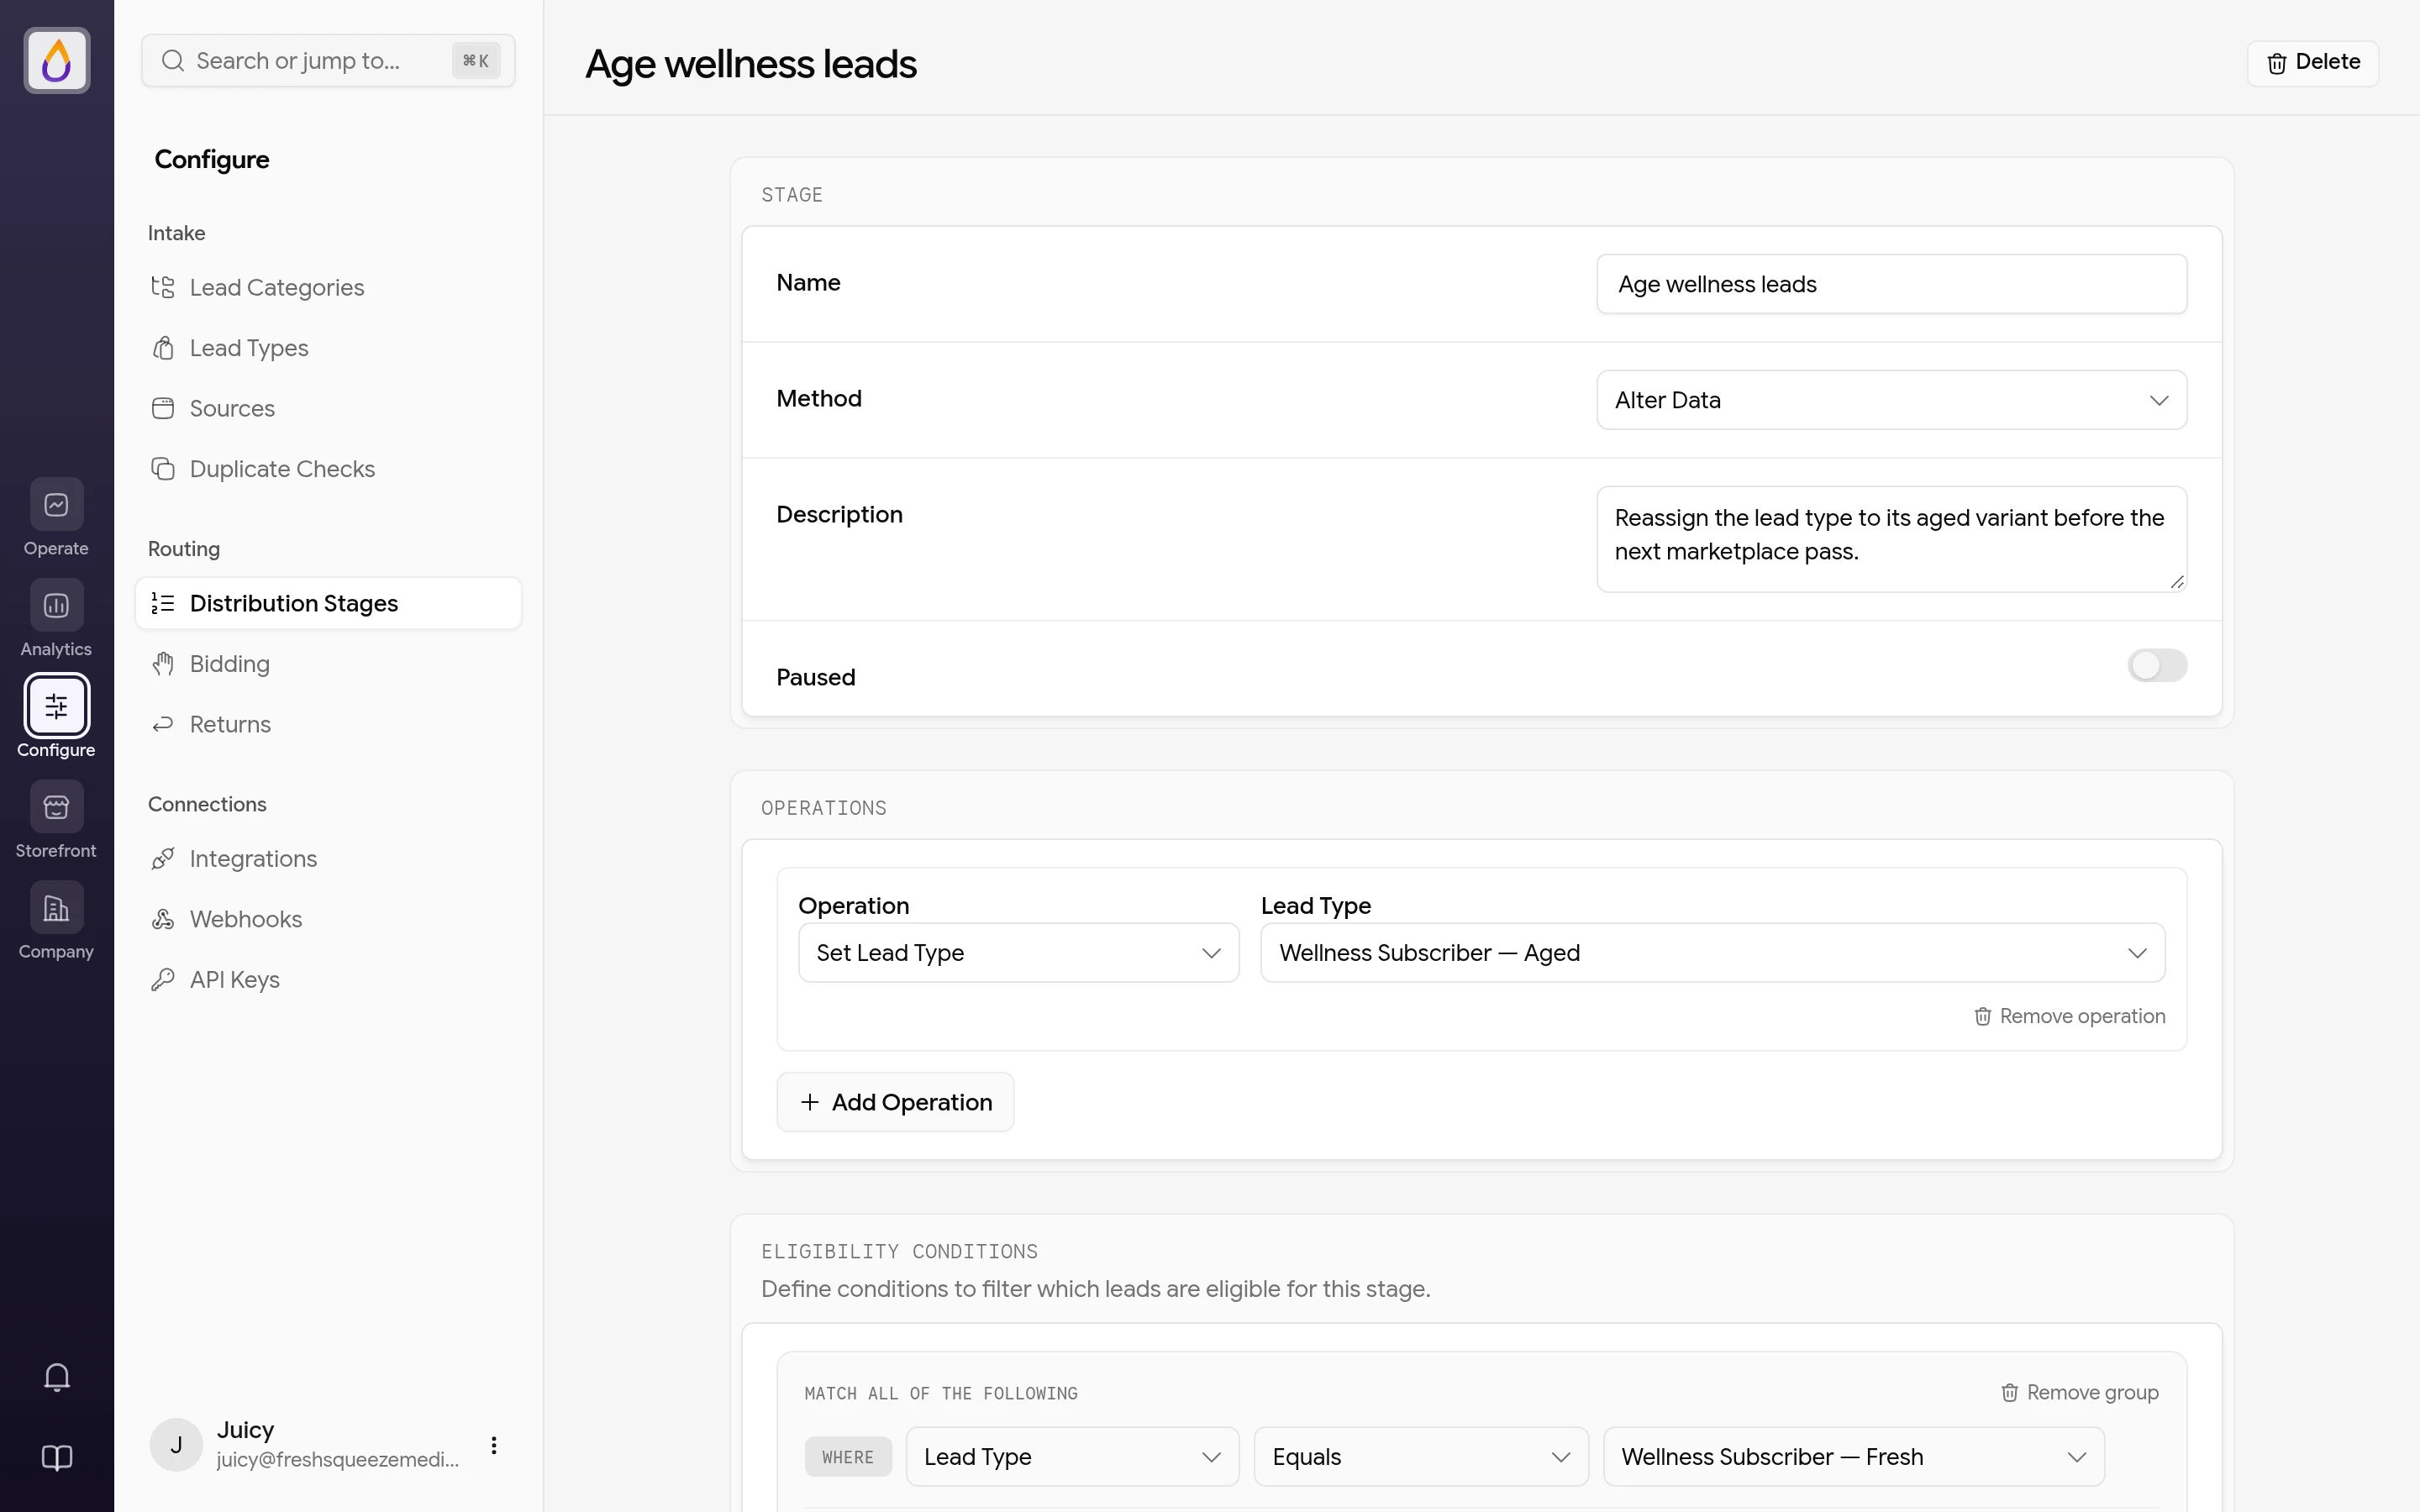 Search or jump to...
⌘ K
Configure
Intake
Lead Categories
Lead Types
Sources
Duplicate Checks
Routing
Distribution Stages
Bidding
Returns
Connections
Integrations
Webhooks
API Keys
Operate
Analytics
Configure
Storefront
Company
J
Juicy
juicy@freshsqueezemedi...
Age wellness leads
Delete
STAGE
Name
Age wellness leads
Method
Alter Data
Description
Reassign the lead type to its aged variant before the
next marketplace pass.
Paused
OPERATIONS
Operation
Set Lead Type
Lead Type
Wellness Subscriber — Aged
Remove operation
Add Operation
ELIGIBILITY CONDITIONS
Define conditions to filter which leads are eligible for this stage.
MATCH ALL OF THE FOLLOWING
Remove group
WHERE
Lead Type
Equals
Wellness Subscriber — Fresh